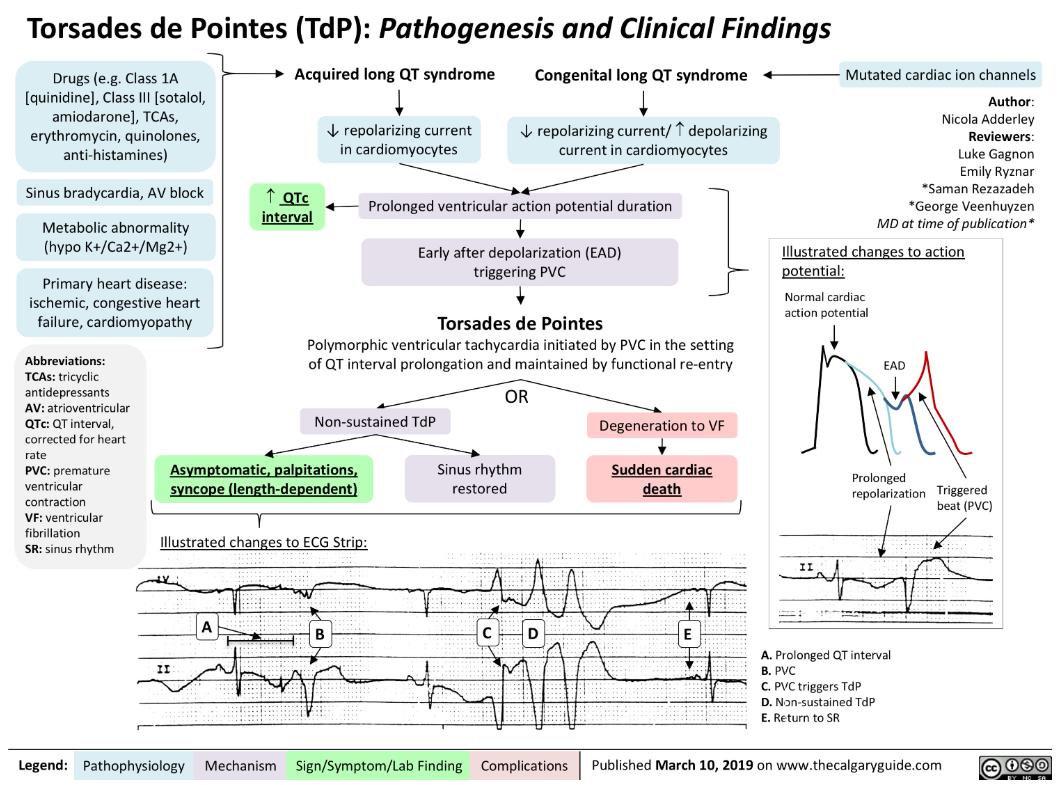 Torsades de Pointes (TdP): Pathogenesis and Clinical Findings
Drugs (e.g. Class 1A
[quinidine], Class III [sotalol,
amiodarone], TCAs,
erythromycin, quinolones,
anti-histamines)
Sinus bradycardia, AV block
Metabolic abnormality
(hypo K+/Ca2+/Mg2+)
Primary heart disease:
ischemic, congestive heart
failure, cardiomyopathy
Acquired long QT syndrome
Congenital long QT syndrome
Mutated cardiac ion channels
↓ repolarizing current
in cardiomyocytes
↓ repolarizing current/ ↑ depolarizing
current in cardiomyocytes
↑ QTc
interval
Prolonged ventricular action potential duration
Early after depolarization (EAD)
triggering PVC
Torsades de Pointes
Polymorphic ventricular tachycardia initiated by PVC in the setting
of QT interval prolongation and maintained by functional re-entry
OR
Non-sustained TdP
Degeneration to VF
Asymptomatic, palpitations,
syncope (length-dependent)
Sinus rhythm
restored
Sudden cardiac
death
Author:
Nicola Adderley
Reviewers:
Luke Gagnon
Emily Ryznar
*Saman Rezazadeh
*George Veenhuyzen
MD at time of publication*
Illustrated changes to action
potential:
Normal cardiac
action potential
EAD
Prolonged
repolarization
Triggered
beat (PVC)
II
Abbreviations:
TCAs: tricyclic
antidepressants
AV: atrioventricular
QTc: QT interval,
corrected for heart
rate
PVC: premature
ventricular
contraction
VF: ventricular
fibrillation
SR: sinus rhythm
Illustrated changes to ECG Strip:
IV
A
B
C
D
E
II
A. Prolonged QT interval
B. PVC
C. PVC triggers TdP
D. Non-sustained TdP
E. Return to SR
Legend: Pathophysiology Mechanism Sign/Symptom/Lab Finding Complications Published March 10, 2019 on www.thecalgaryguide.com
cc
BY NC SA